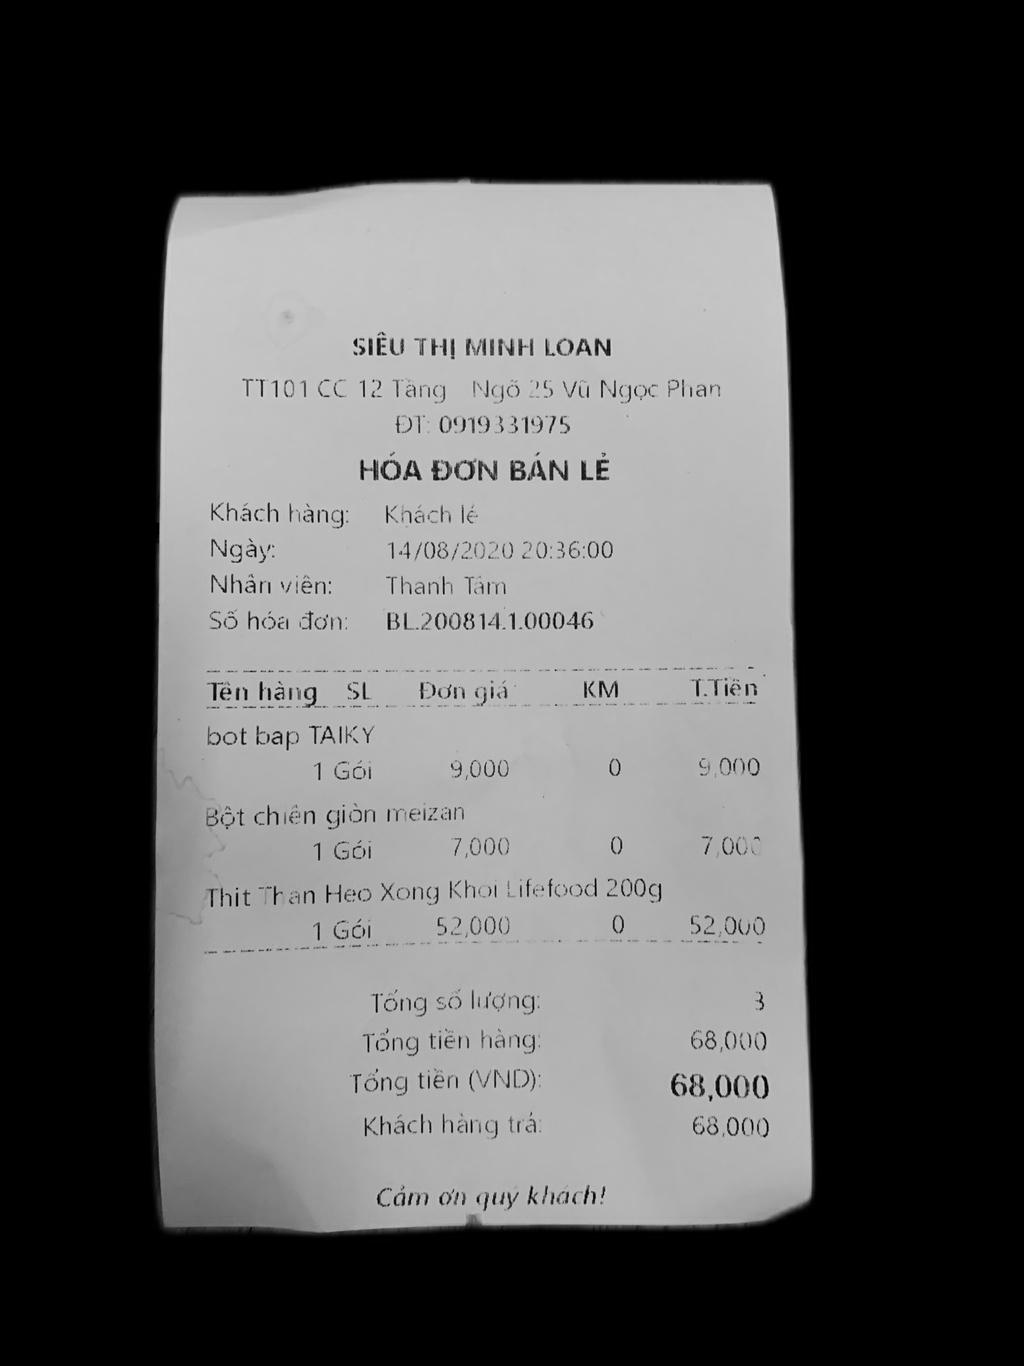 SIÊU THỊ MINH LOAN
TT101 CC 12 Tầng Ngõ 25 Vũ Ngọc Phan
ĐT: 0919331975
HÓA ĐƠN BÁN LẺ
Khách hàng: Khách lẻ
Ngày: 14/08/2020 20:36:00
Nhân viên: Thanh Tâm
Số hóa đơn: BL.200814.1.00046
Tên hàng SL Đơn giá KM T.Tiền
bot bap TAIKY
1 Gói 9,000 0 9,000
Bột chiên giòn meizan
1 Gói 7,000 0 7,000
Thit Than Heo Xong Khoi Lifefood 200g
1 Gói 52,000 0 52,000
Tổng số lượng: 3
Tổng tiền hàng: 68,000
Tổng tiền (VND): 68,000
Khách hàng trả: 68,000
Cảm ơn quý khách!